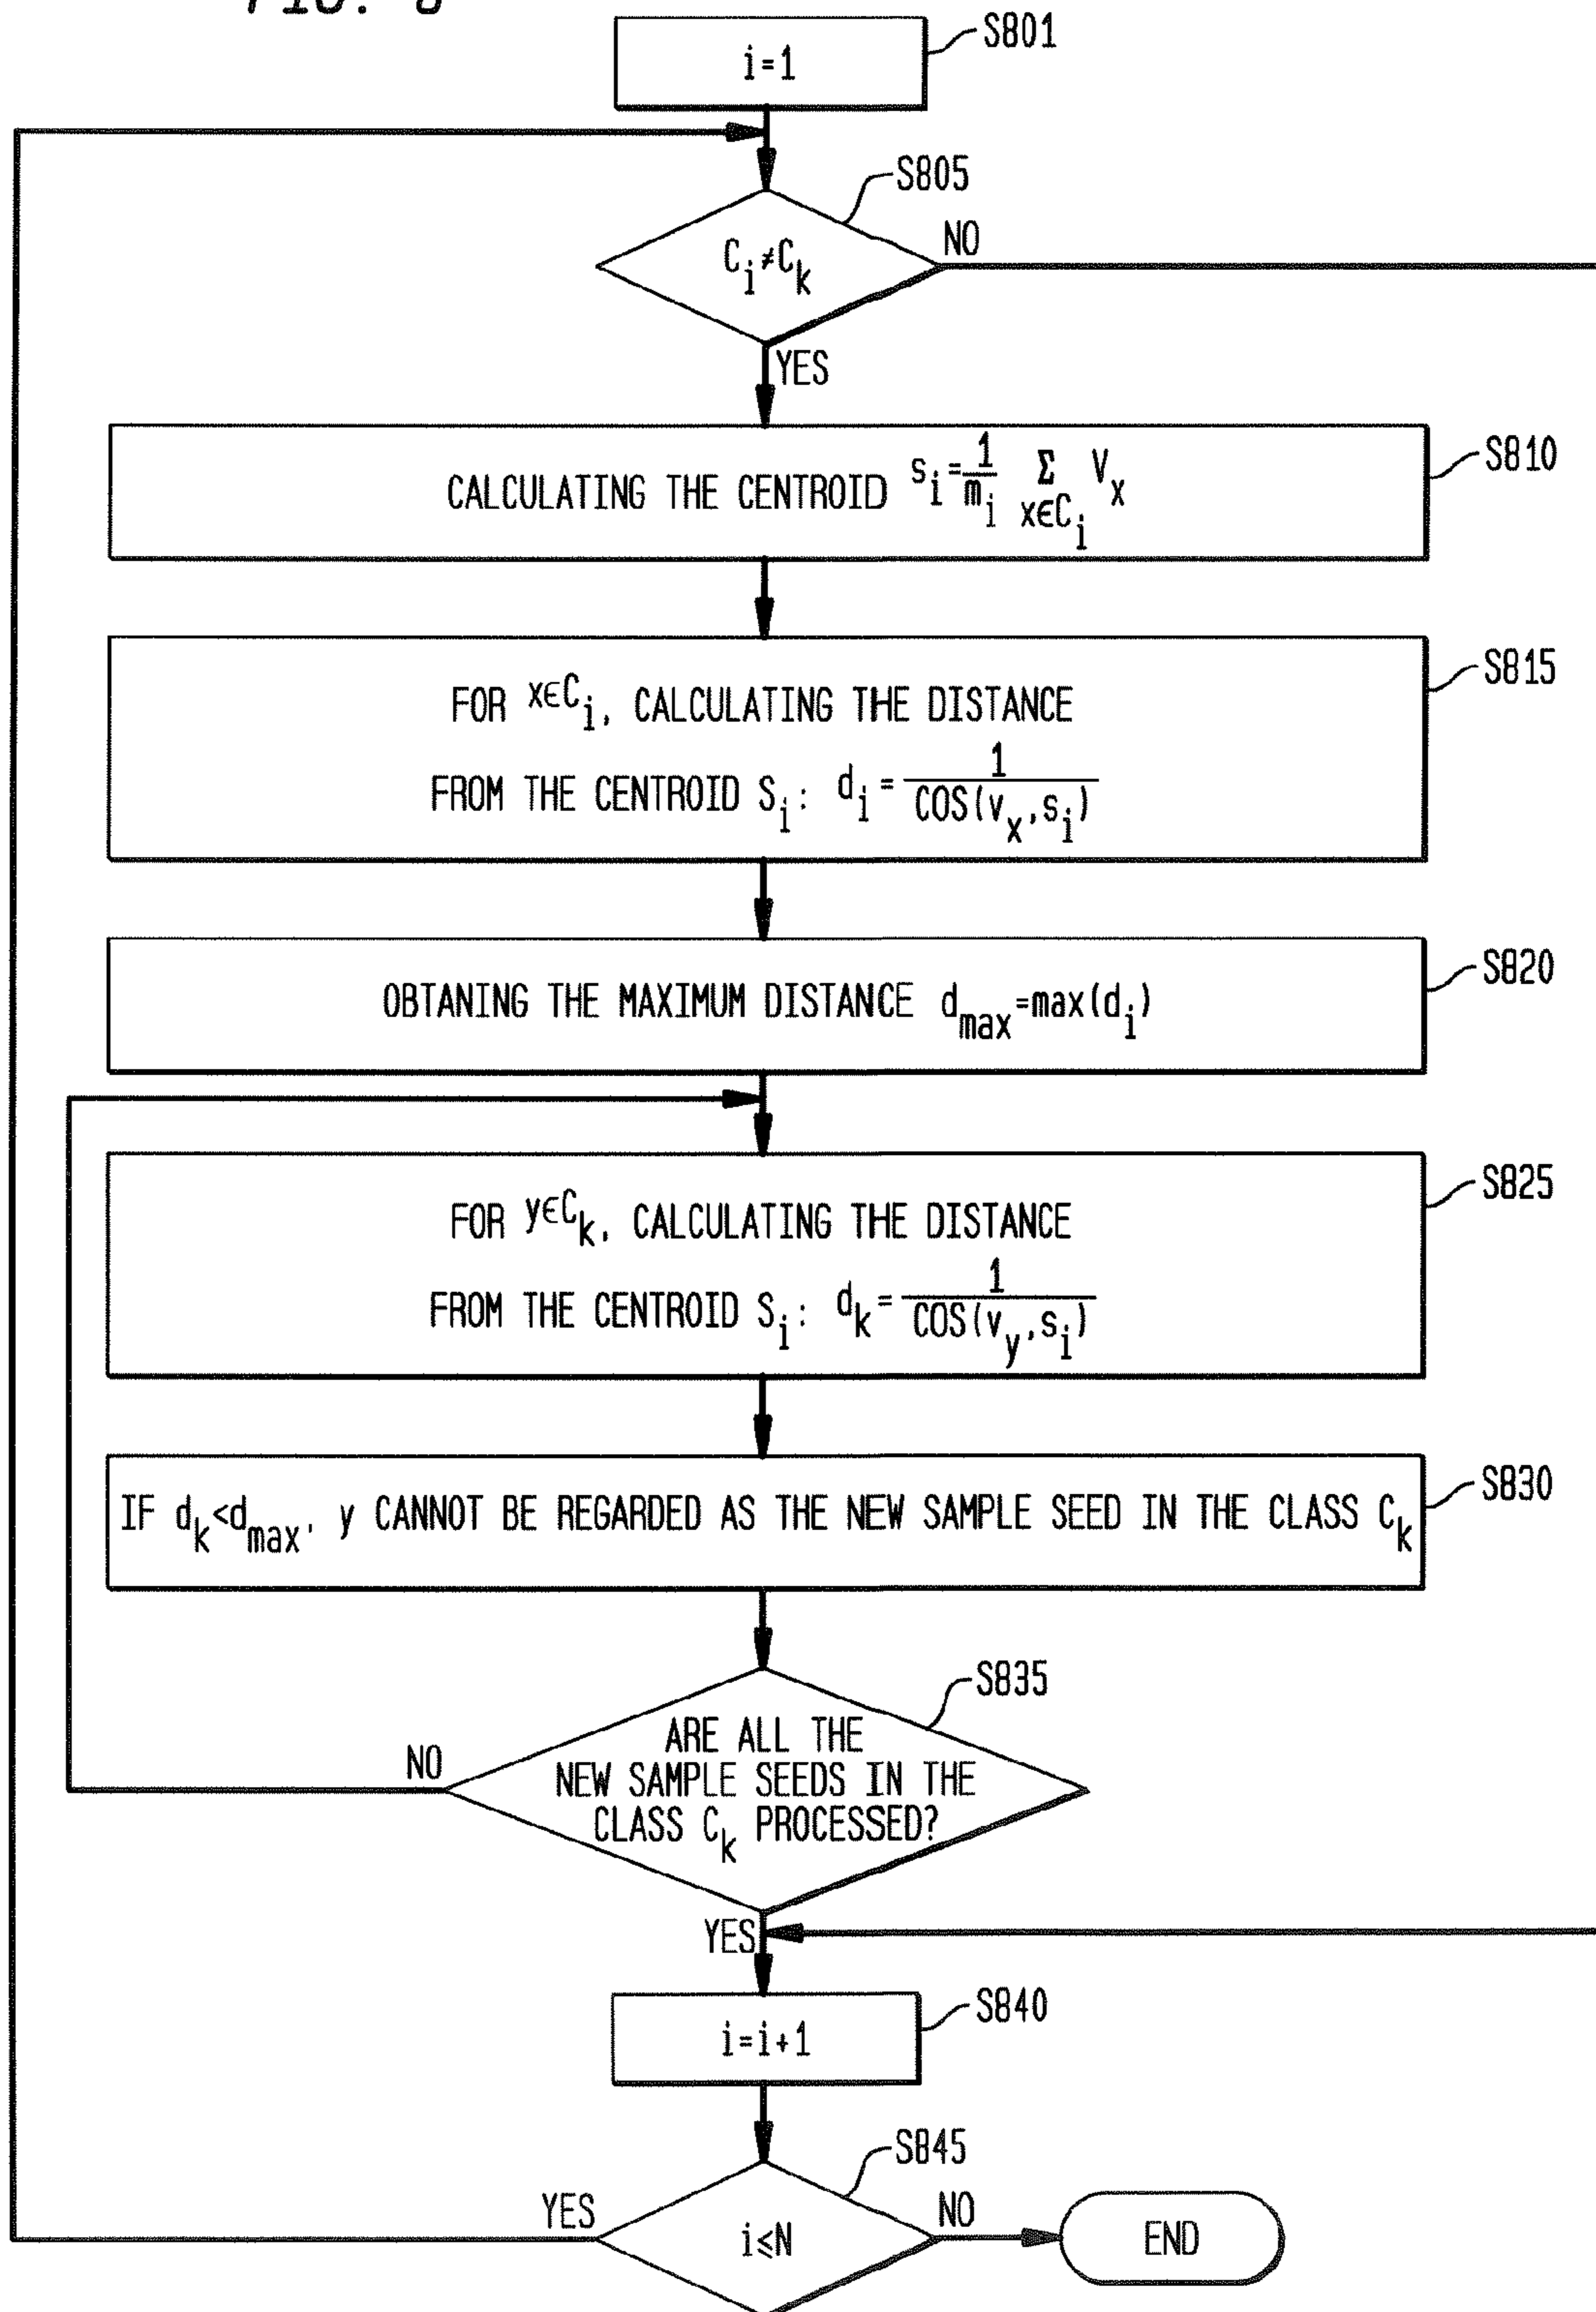 FIG. 8
i=1
S801
S805
C_i≠C_k
NO
YES
CALCULATING THE CENTROID s_i = 1/m_i Σ_{x∈C_i} V_x
S810
S815
FOR x∈C_i, CALCULATING THE DISTANCE
FROM THE CENTROID S_i: d_i = 1/COS(v_x,s_i)
S820
OBTANING THE MAXIMUM DISTANCE d_max=max(d_i)
S825
FOR y∈C_k, CALCULATING THE DISTANCE
FROM THE CENTROID S_i: d_k = 1/COS(v_y,s_i)
S830
IF d_k<d_max, y CANNOT BE REGARDED AS THE NEW SAMPLE SEED IN THE CLASS C_k
S835
ARE ALL THE
NEW SAMPLE SEEDS IN THE
CLASS C_k PROCESSED?
NO
YES
S840
i=i+1
S845
YES
i≤N
NO
END